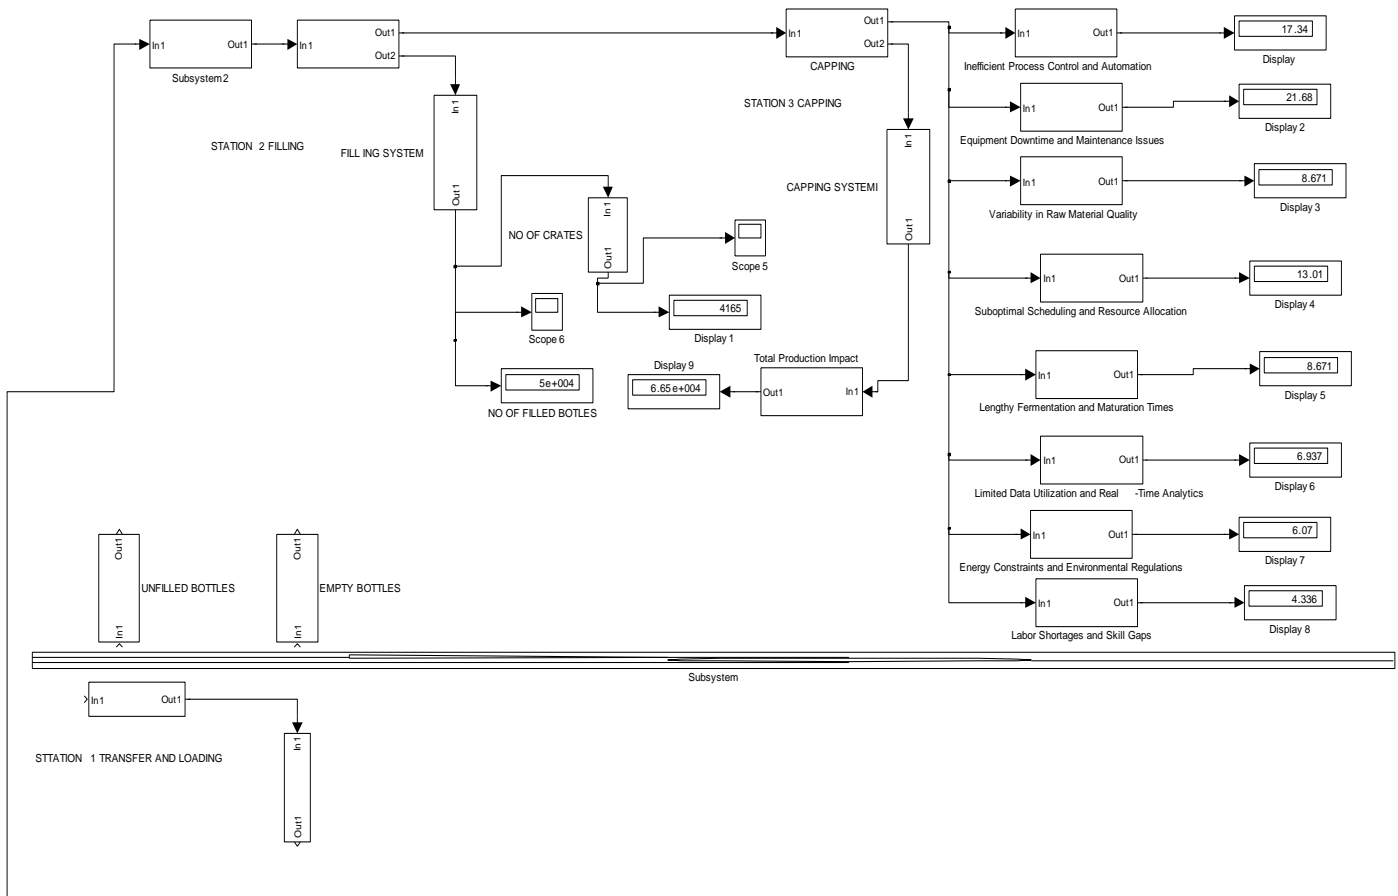 In1
Out1
Subsystem 2
In1
Out1
Out2
STATION 2 FILLING
In1
FILL ING SYSTEM
Out1
In1
NO OF CRATES
Out1
Scope 5
Scope 6
4165
Display 1
5e+004
NO OF FILLED BOTLES
In1
Out1
Out2
CAPPING
STATION 3 CAPPING
In1
CAPPING SYSTEMI
Out1
Total Production Impact
Out1
In1
Display 9
6.65e+004
In1
Out1
Inefficient Process Control and Automation
17.34
Display
In1
Out1
Equipment Downtime and Maintenance Issues
21.68
Display 2
In1
Out1
Variability in Raw Material Quality
8.671
Display 3
In1
Out1
Suboptimal Scheduling and Resource Allocation
13.01
Display 4
In1
Out1
Lengthy Fermentation and Maturation Times
8.671
Display 5
In1
Out1
Limited Data Utilization and Real -Time Analytics
6.937
Display 6
In1
Out1
Energy Constraints and Environmental Regulations
6.07
Display 7
In1
Out1
Labor Shortages and Skill Gaps
4.336
Display 8
Out1
UNFILLED BOTTLES
In1
Out1
EMPTY BOTTLES
In1
Subsystem
In1
Out1
STTATION 1 TRANSFER AND LOADING
In1
Out1